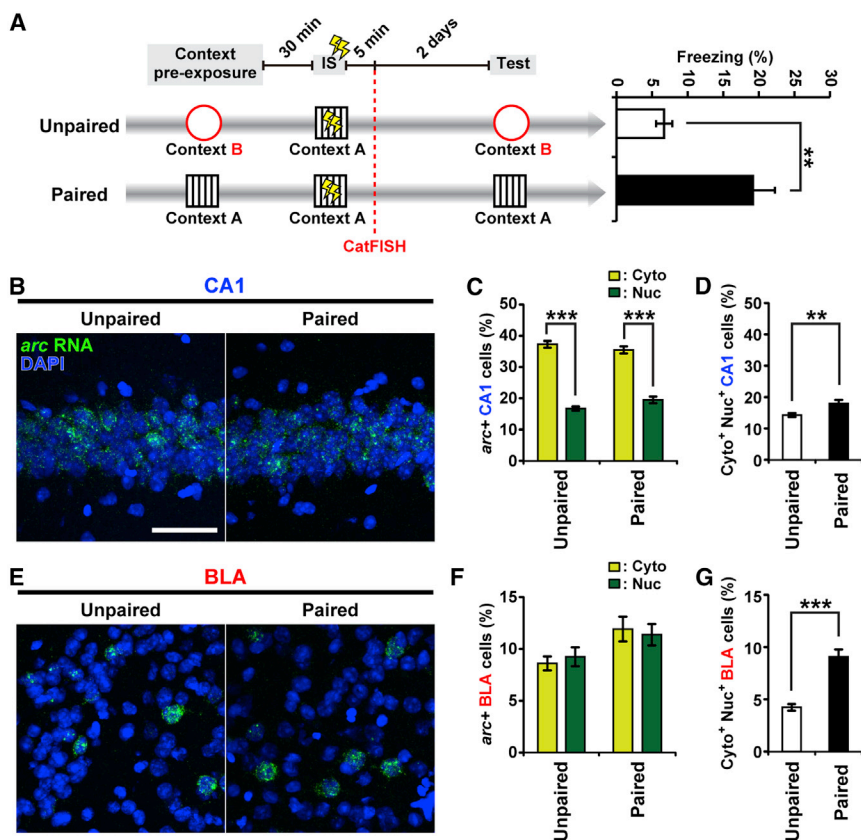 A
Context
pre-exposure
30 min
IS
5 min
2 days
Test
Unpaired
Context B
Context A
Context B
Paired
Context A
Context A
Context A
CatFISH
Freezing (%)
0 5 10 15 20 25 30
**
B
CA1
Unpaired
Paired
arc RNA
DAPI
C
: Cyto
: Nuc
arc+ CA1 cells (%)
50
40
30
20
10
0
***
***
Unpaired
Paired
D
Cyto+ Nuc+ CA1 cells (%)
50
40
30
20
10
0
**
Unpaired
Paired
E
BLA
Unpaired
Paired
F
: Cyto
: Nuc
arc+ BLA cells (%)
15
10
5
0
Unpaired
Paired
G
Cyto+ Nuc+ BLA cells (%)
15
10
5
0
***
Unpaired
Paired